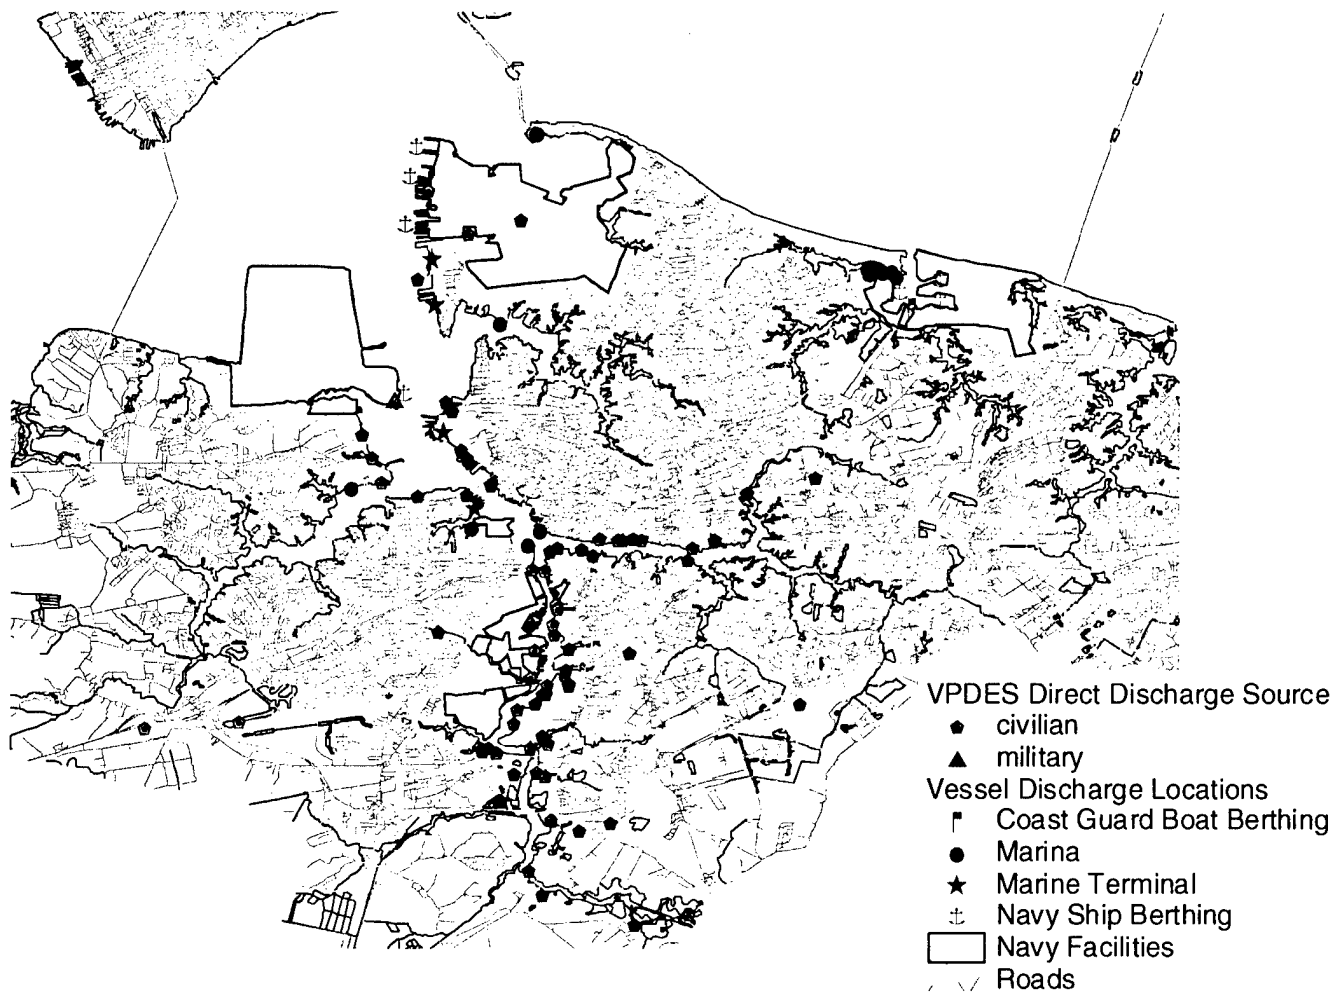 VPDES Direct Discharge Source
civilian
military
Vessel Discharge Locations
Coast Guard Boat Berthing
Marina
Marine Terminal
Navy Ship Berthing
Navy Facilities
Roads